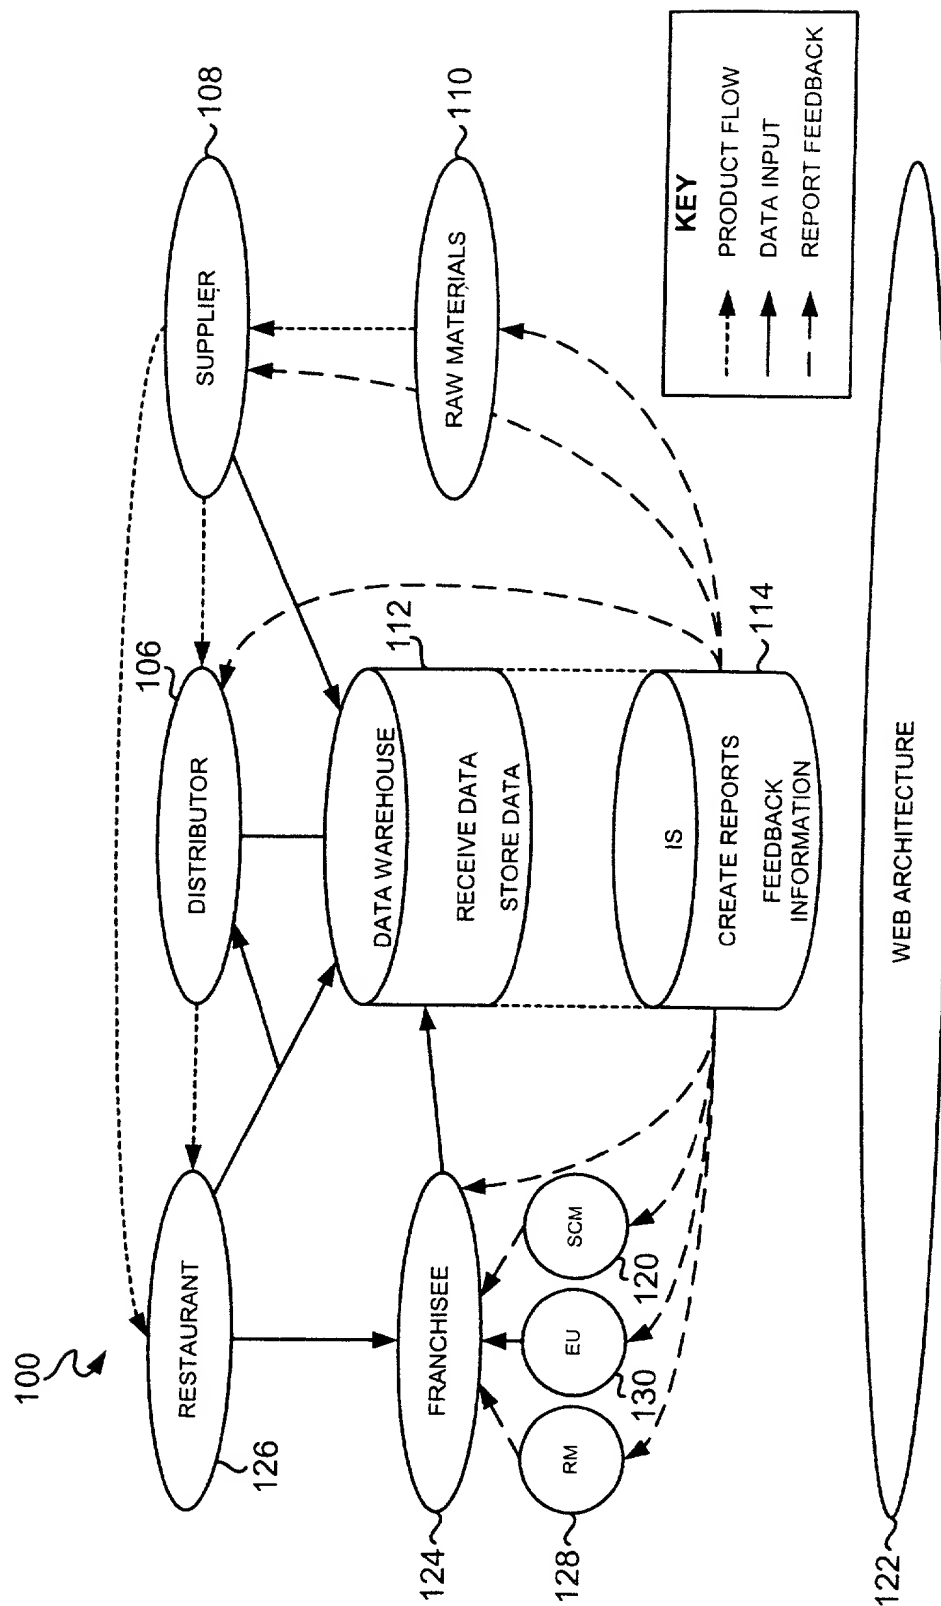 100
126
RESTAURANT
106
DISTRIBUTOR
SUPPLIER
108
124
FRANCHISEE
DATA WAREHOUSE
112
RECEIVE DATA
STORE DATA
RAW MATERIALS
110
128
RM
130
EU
120
SCM
IS
114
CREATE REPORTS
FEEDBACK
INFORMATION
KEY
PRODUCT FLOW
DATA INPUT
REPORT FEEDBACK
122
WEB ARCHITECTURE